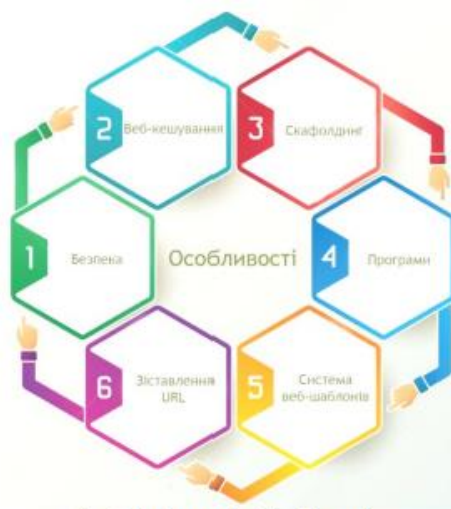 1
Безпека
2
Веб-кешування
3
Скафолдинг
4
Програми
5
Система
веб-шаблонів
6
Зіставлення
URL
Особливості